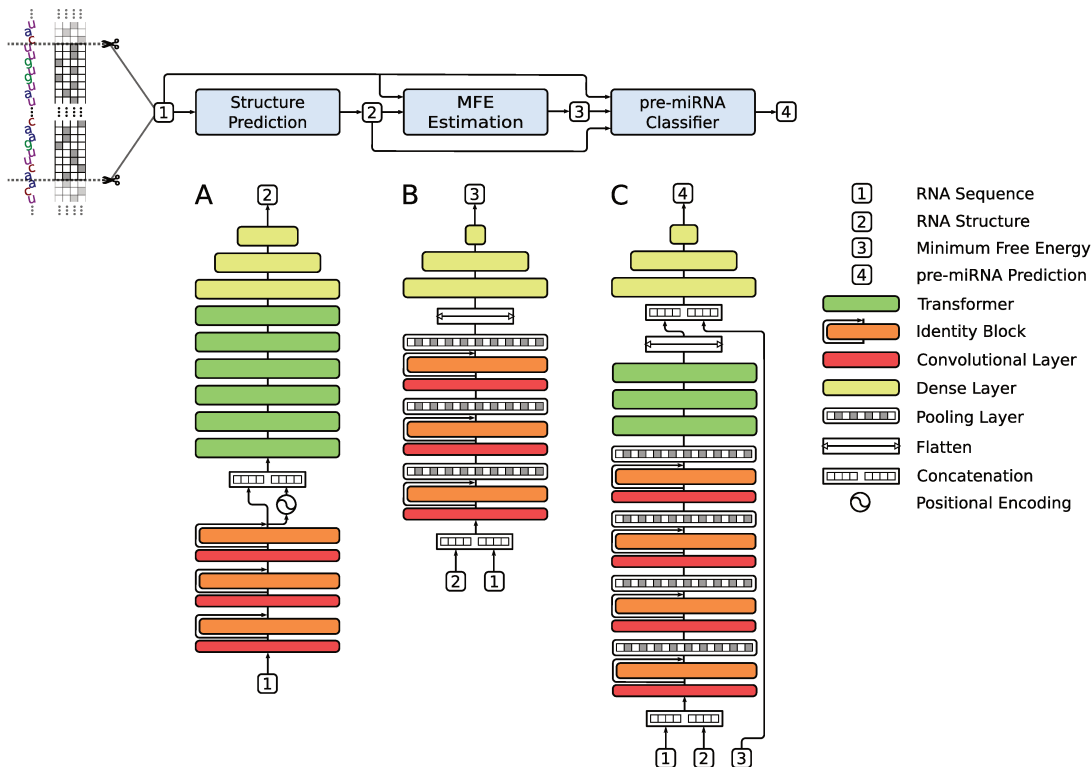 1
Structure
Prediction
2
MFE
Estimation
3
pre-miRNA
Classifier
4
A
2
1
B
3
2
1
C
4
1
2
3
1 RNA Sequence
2 RNA Structure
3 Minimum Free Energy
4 pre-miRNA Prediction
Transformer
Identity Block
Convolutional Layer
Dense Layer
Pooling Layer
Flatten
Concatenation
Positional Encoding